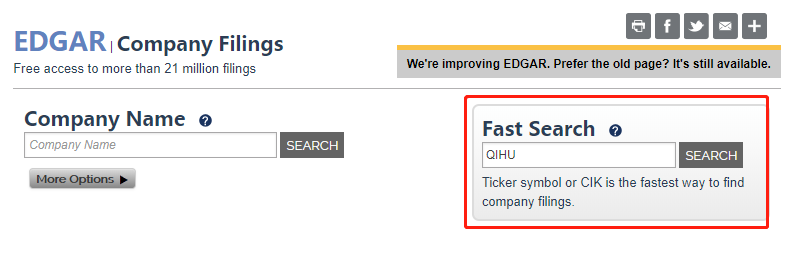 EDGAR | Company Filings
Free access to more than 21 million filings
We're improving EDGAR. Prefer the old page? It's still available.
Company Name ?
Company Name
SEARCH
More Options ▶
Fast Search ?
QIHU
SEARCH
Ticker symbol or CIK is the fastest way to find
company filings.